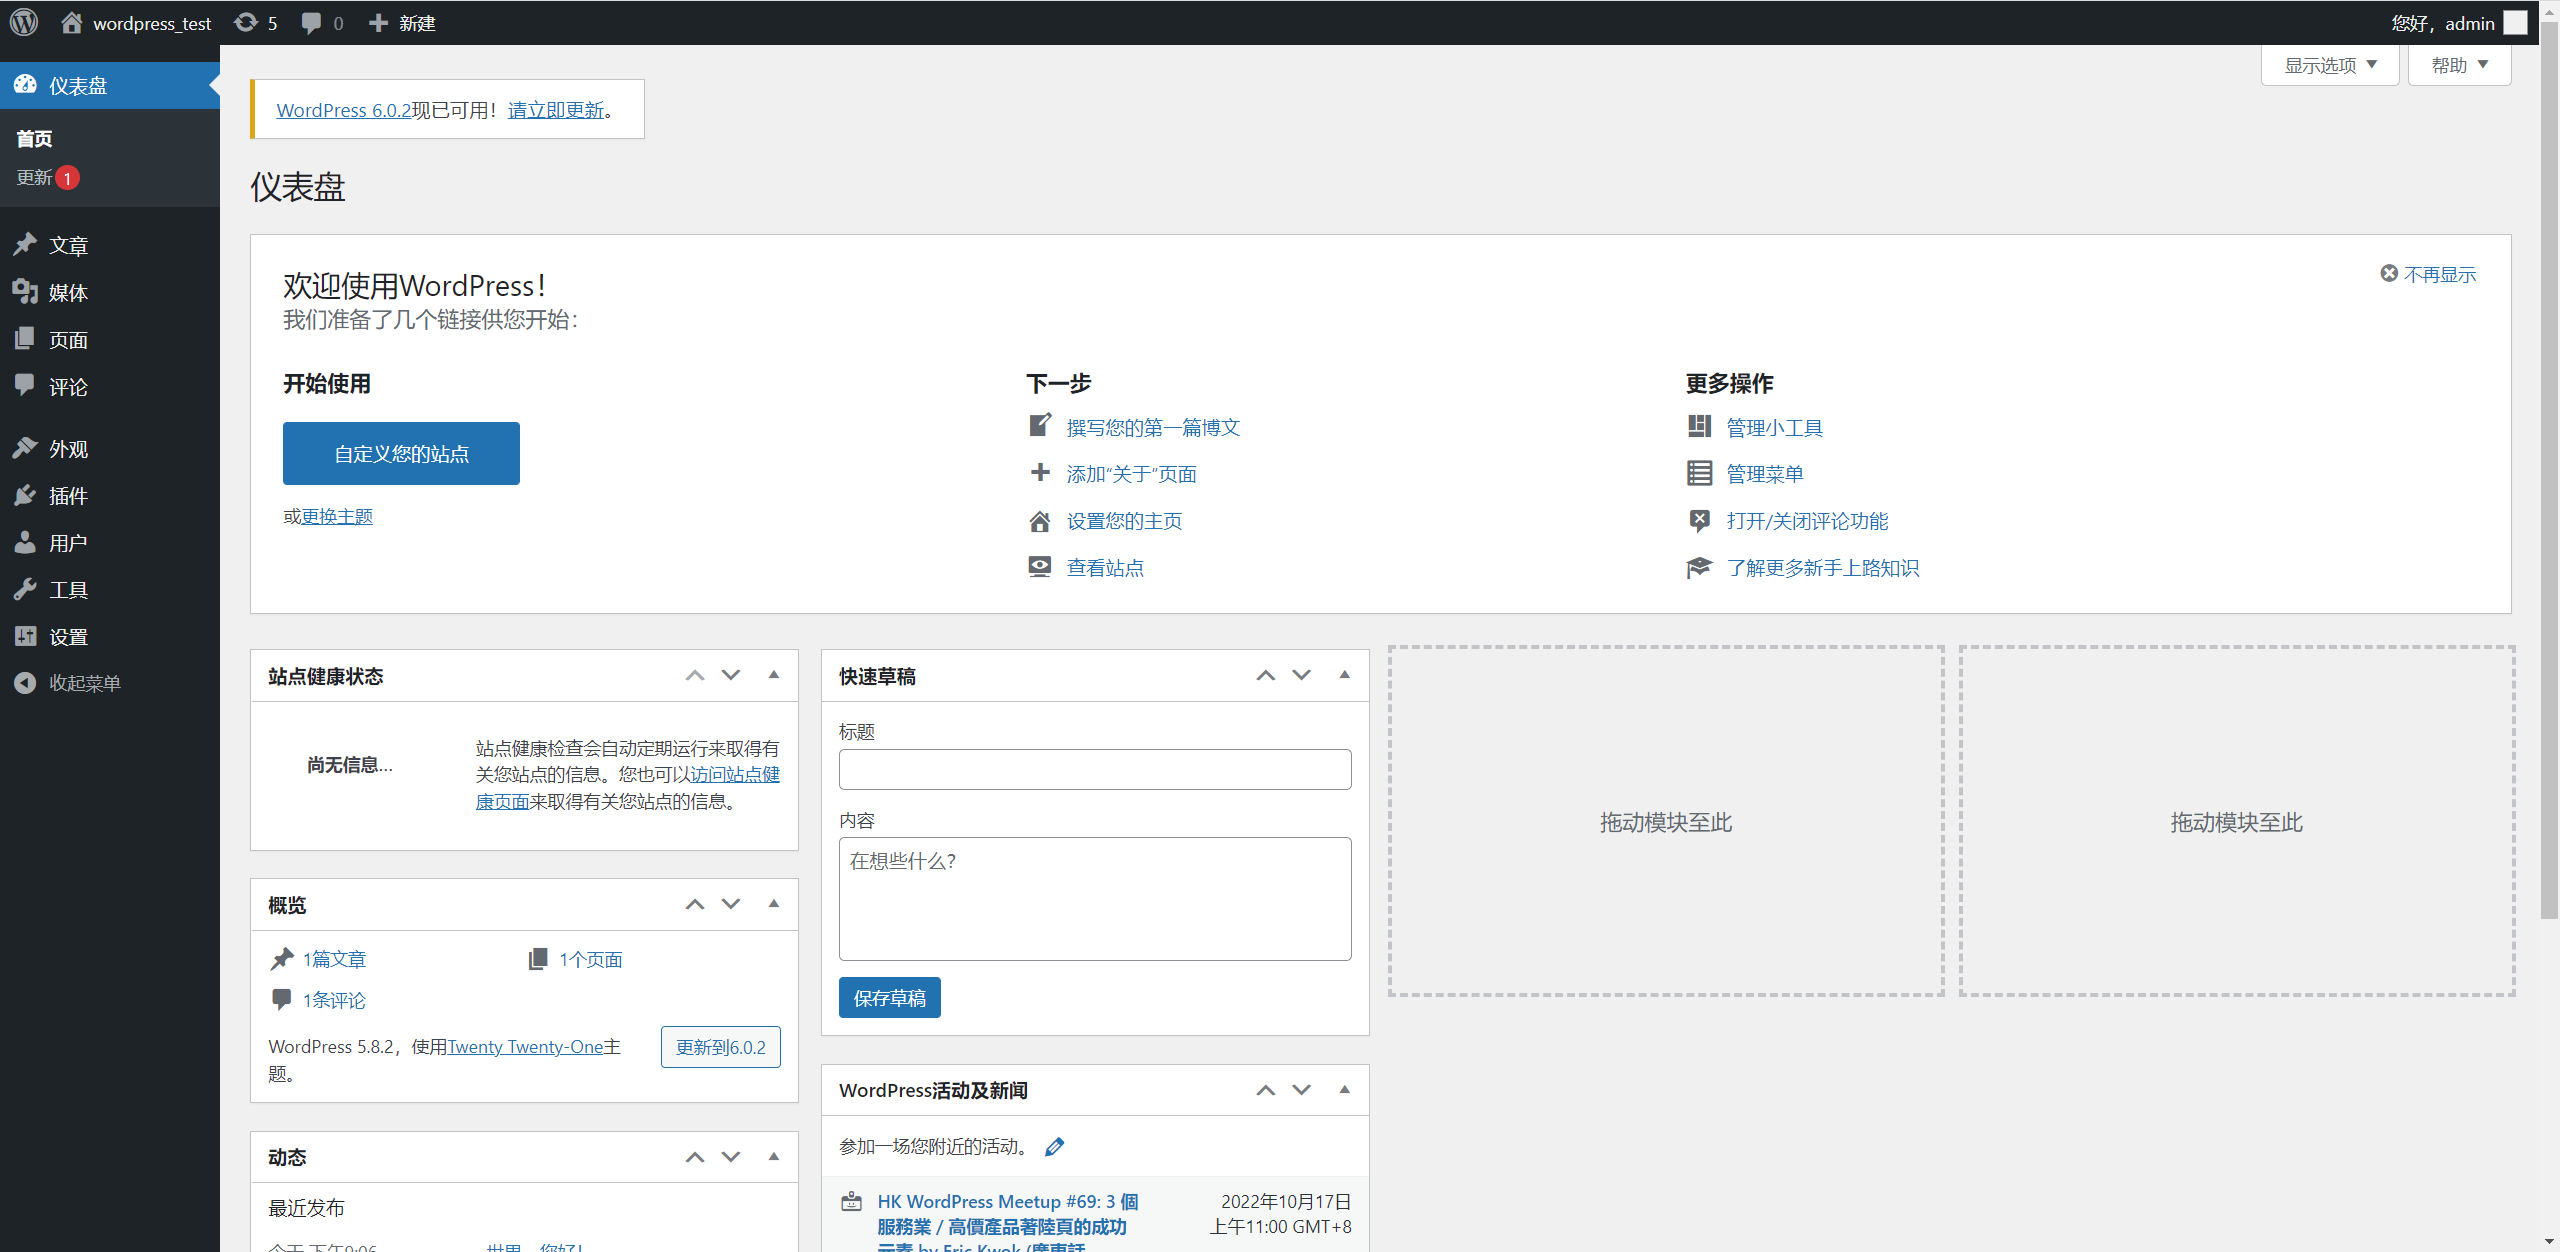 wordpress_test 5 0 新建 您好，admin
显示选项 帮助
仪表盘
首页
更新 1
文章
媒体
页面
评论
外观
插件
用户
工具
设置
收起菜单
WordPress 6.0.2现已可用！请立即更新。
仪表盘
欢迎使用WordPress！
我们准备了几个链接供您开始：
不再显示
开始使用
自定义您的站点
或更换主题
下一步
撰写您的第一篇博文
添加“关于”页面
设置您的主页
查看站点
更多操作
管理小工具
管理菜单
打开/关闭评论功能
了解更多新手上路知识
站点健康状态
尚无信息…
站点健康检查会自动定期运行来取得有
关您站点的信息。您也可以访问站点健
康页面来取得有关您站点的信息。
概览
1篇文章 1个页面
1条评论
WordPress 5.8.2，使用Twenty Twenty-One主
题。
更新到6.0.2
动态
最近发布
今天 下午9:06 世界，您好！
快速草稿
标题
内容
在想些什么？
保存草稿
WordPress活动及新闻
参加一场您附近的活动。
HK WordPress Meetup #69: 3 個
服務業 / 高價產品著陸頁的成功
元素 by Eric Kwok (廣東話
2022年10月17日
上午11:00 GMT+8
拖动模块至此
拖动模块至此